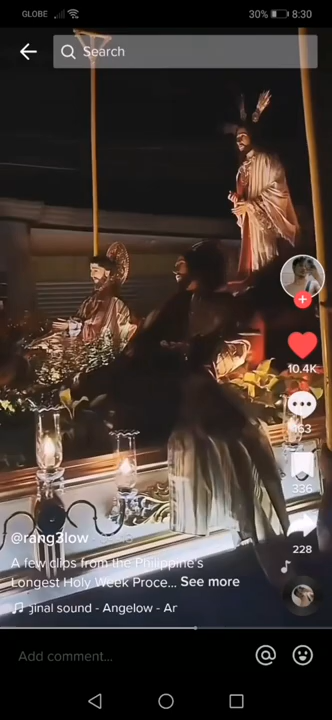 GLOBE
30% 8:30
Search
10.4K
463
336
228
@rang3low
A few clips from the Philippine's
Longest Holy Week Proce... See more
ginal sound - Angelow - Ar
Add comment...